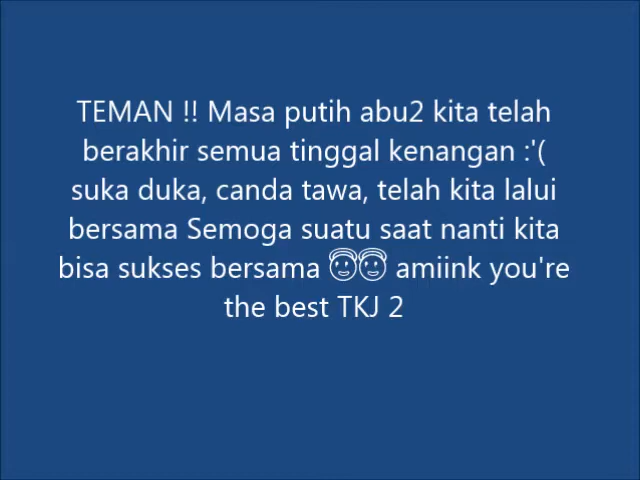 TEMAN !! Masa putih abu2 kita telah
berakhir semua tinggal kenangan :'(
suka duka, canda tawa, telah kita lalui
bersama Semoga suatu saat nanti kita
bisa sukses bersama 😇😇 amiink you're
the best TKJ 2